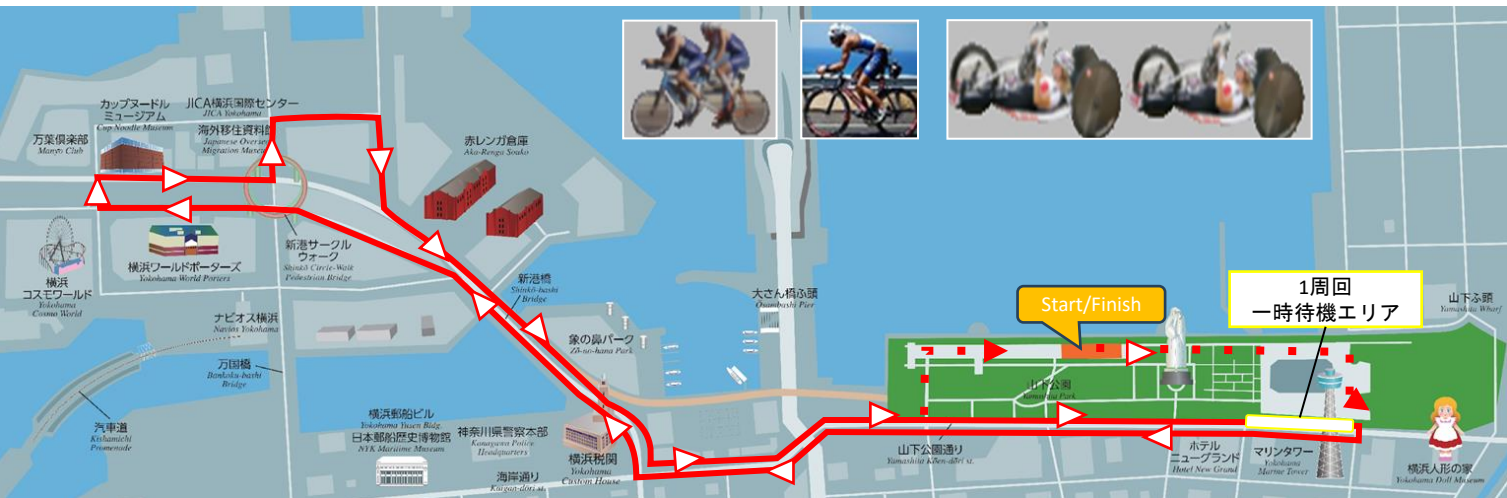 カップヌードル
ミュージアム
Cup Noodle Museum
JICA横浜国際センター
JICA Yokohama
海外移住資料館
Japanese Overseas
Migration Museum
万葉倶楽部
Manyo Club
赤レンガ倉庫
Aka-Renga Souko
横浜
コスモワールド
Yokohama
Cosmo World
横浜ワールドポーターズ
Yokohama World Porters
新港サークル
ウォーク
Shinkō Circle-Walk
Pedestrian Bridge
新港橋
Shinkō-bashi
Bridge
ナビオス横浜
Navios Yokohama
万国橋
Bankoku-bashi
Bridge
汽車道
Kishamichi
Promenade
象の鼻パーク
Zō-no-hana Park
大さん橋ふ頭
Osanbashi Pier
横浜郵船ビル
Yokohama Yusen Bldg.
日本郵船歴史博物館
NYK Maritime Museum
神奈川県警察本部
Kanagawa Police
Headquarters
海岸通り
Kaigan-dōri st.
横浜税関
Yokohama
Custom House
Start/Finish
1周回
一時待機エリア
山下ふ頭
Yamashita Wharf
山下公園
Yamashita Park
山下公園通り
Yamashita Kōen-dōri st.
ホテル
ニューグランド
Hotel New Grand
マリンタワー
Yokohama
Marine Tower
横浜人形の家
Yokohama Doll Museum